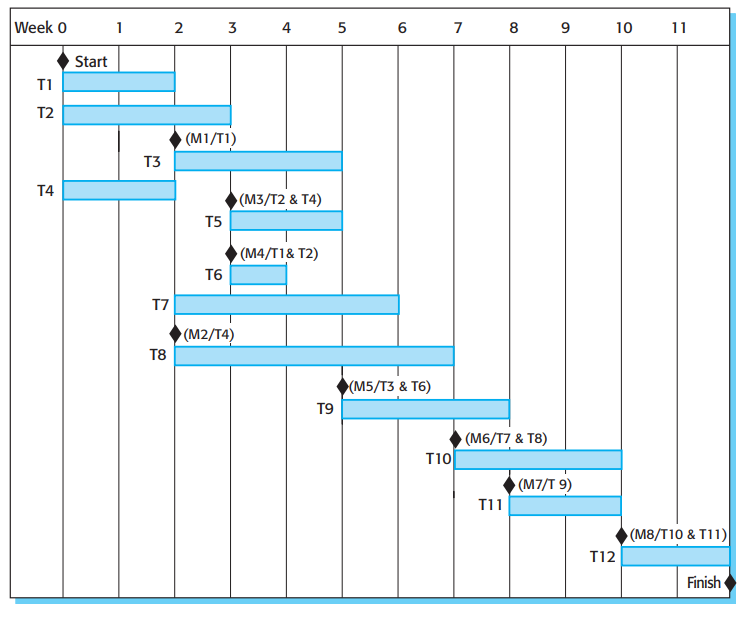 Week 0 1 2 3 4 5 6 7 8 9 10 11
Start
T1
T2
(M1/T1)
T3
T4
(M3/T2 & T4)
T5
(M4/T1& T2)
T6
T7
(M2/T4)
T8
(M5/T3 & T6)
T9
(M6/T7 & T8)
T10
(M7/T 9)
T11
(M8/T10 & T11)
T12
Finish